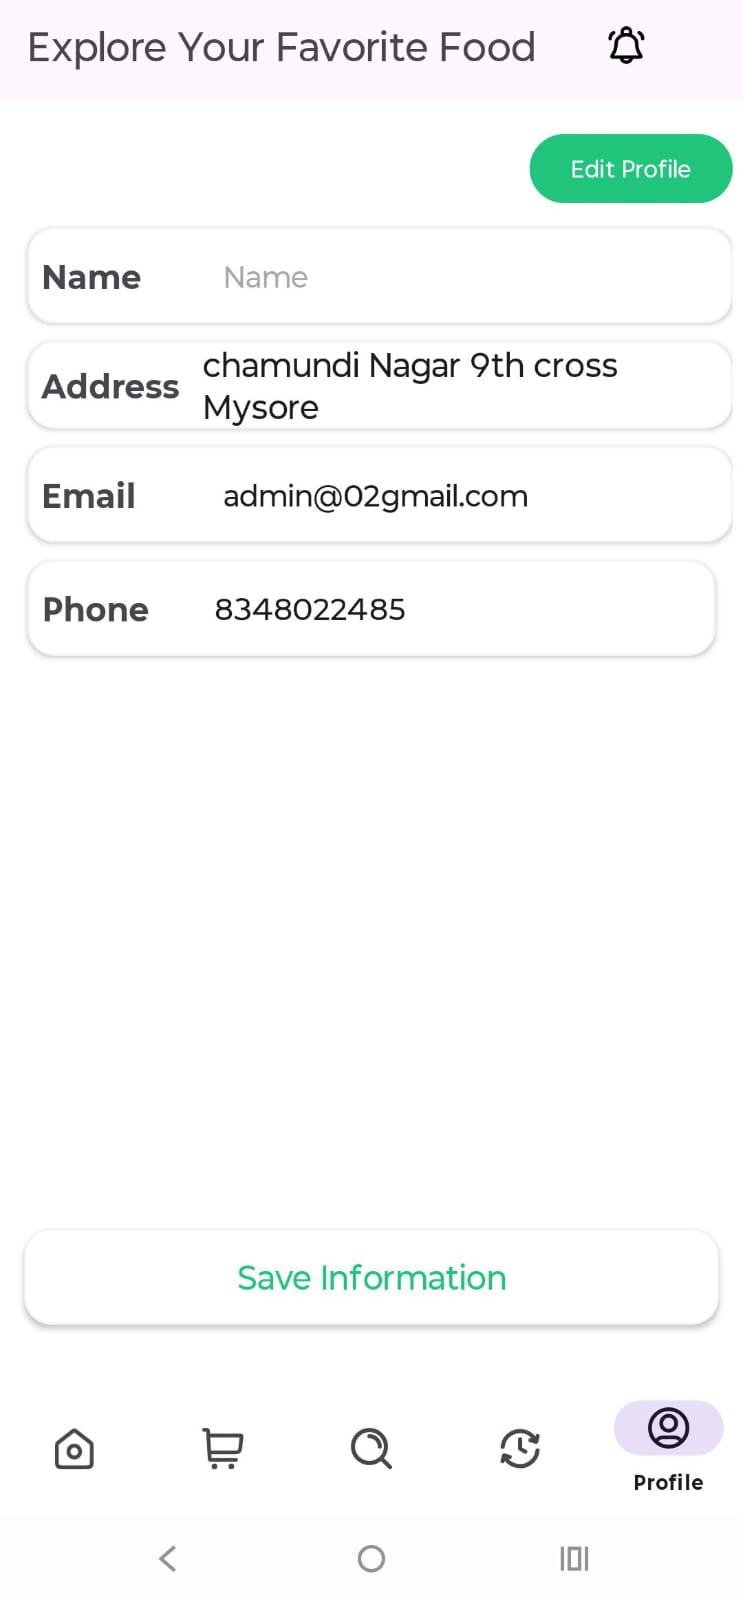 Explore Your Favorite Food
Edit Profile
Name Name
Address chamundi Nagar 9th cross
Mysore
Email admin@02gmail.com
Phone 8348022485
Save Information
Profile